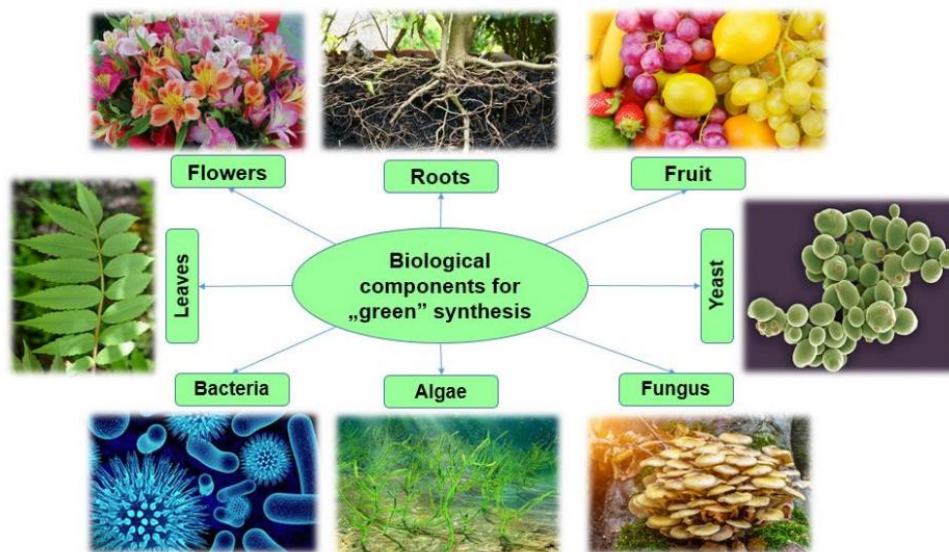 Flowers
Roots
Fruit
Leaves
Biological
components for
„green” synthesis
Yeast
Bacteria
Algae
Fungus